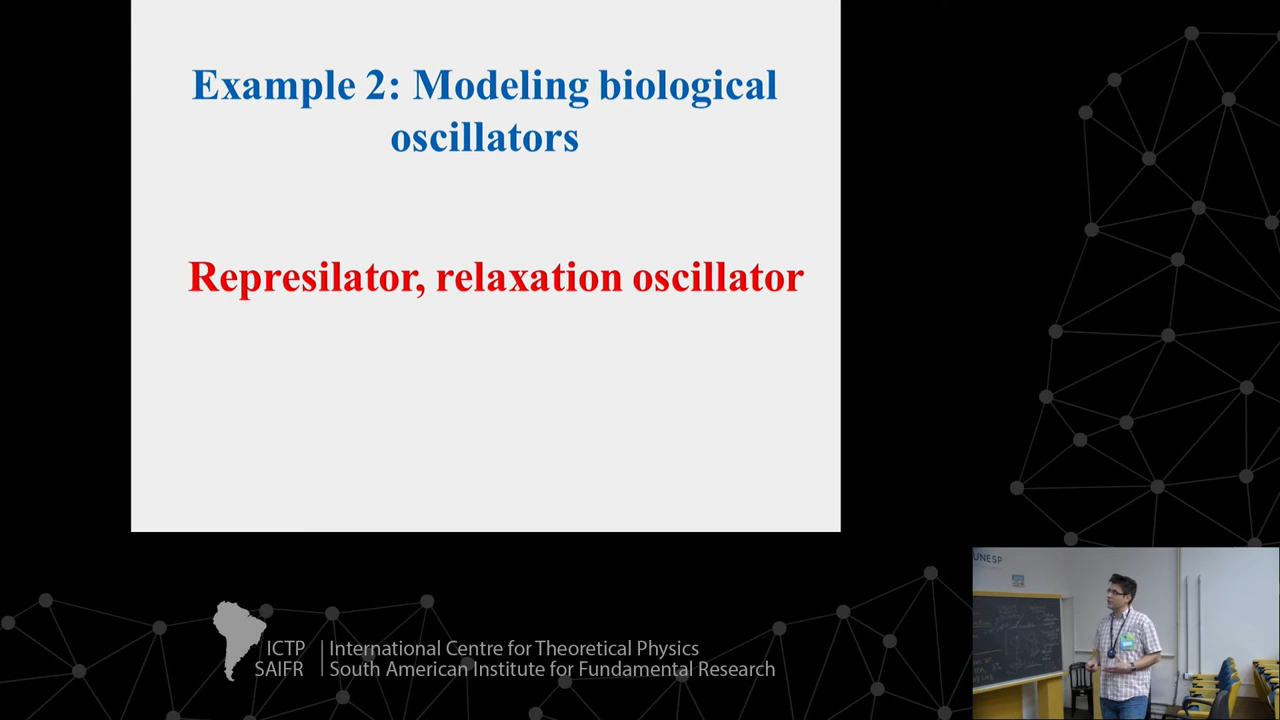 Example 2: Modeling biological
oscillators
Represilator, relaxation oscillator
UNESP
ICTP
SAIFR
International Centre for Theoretical Physics
South American Institute for Fundamental Research